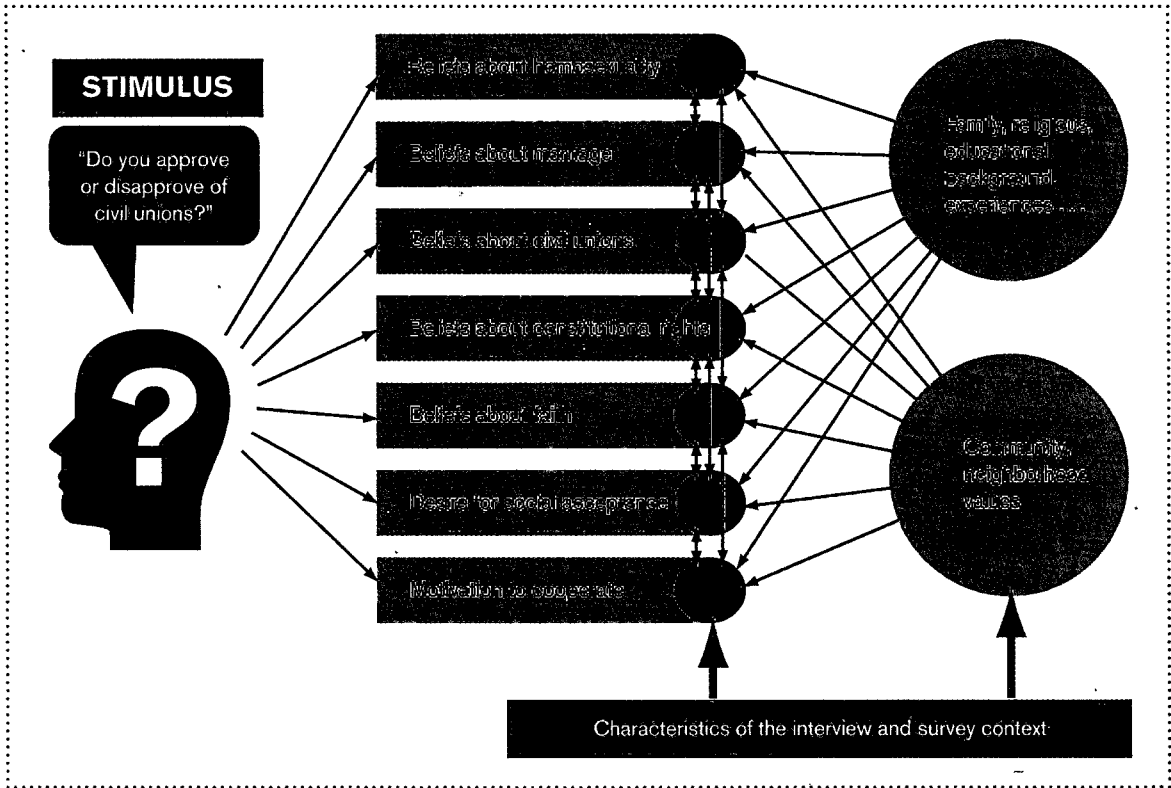 STIMULUS
"Do you approve
or disapprove of
civil unions?"
?
Beliefs about homosexuality
Beliefs about marriage
Beliefs about civil unions
Beliefs about constitutional rights
Beliefs about faith
Desire for social acceptance
Motivation to cooperate
Family, religious,
educational
background
experiences . . .
Community,
neighborhood
values
Characteristics of the interview and survey context